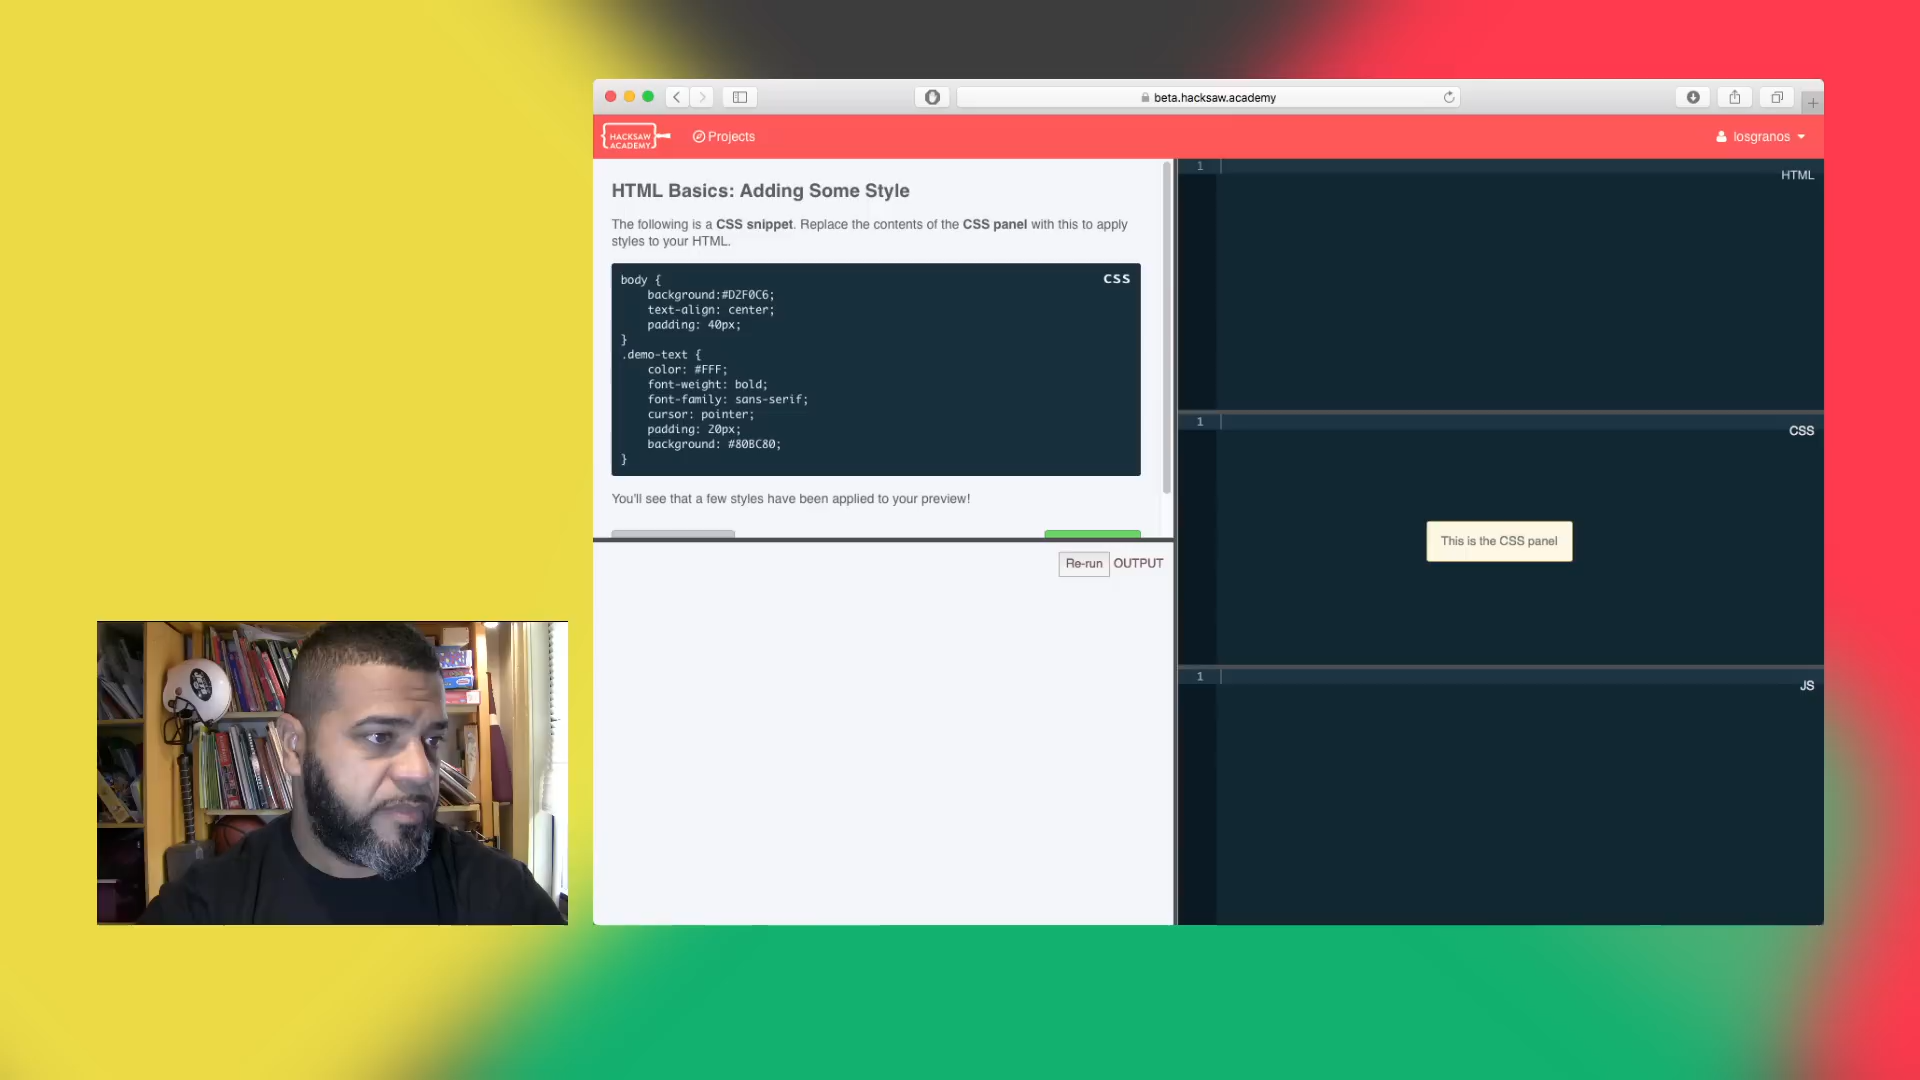 beta.hacksaw.academy
HACKSAW
ACADEMY
Projects
losgranos
HTML Basics: Adding Some Style
The following is a CSS snippet. Replace the contents of the CSS panel with this to apply
styles to your HTML.
CSS
body {
background:#D2F0C6;
text-align: center;
padding: 40px;
}
.demo-text {
color: #FFF;
font-weight: bold;
font-family: sans-serif;
cursor: pointer;
padding: 20px;
background: #80BC80;
}
You'll see that a few styles have been applied to your preview!
Re-run OUTPUT
1
HTML
1
CSS
This is the CSS panel
1
JS